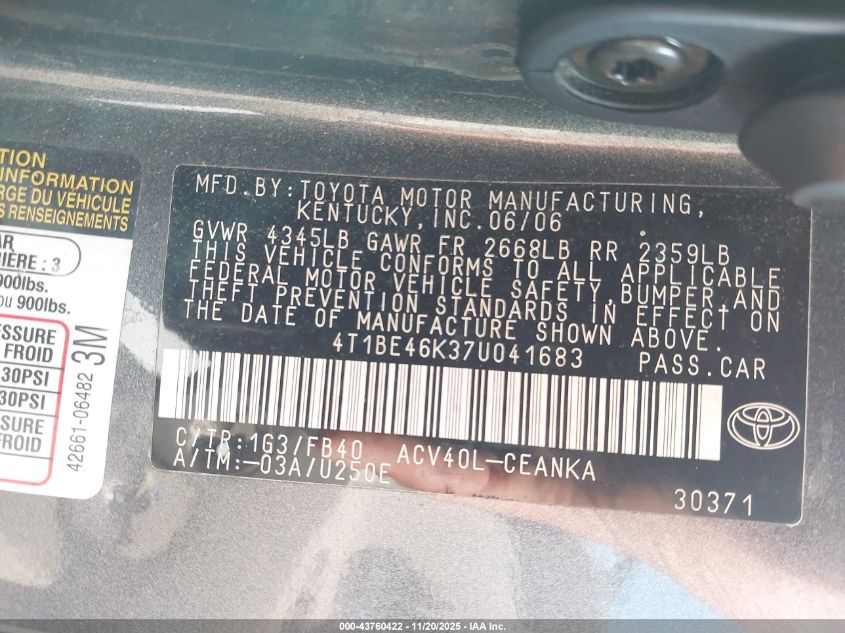 TION
INFORMATION
ARGE DU VÉHICULE
S RENSEIGNEMENTS
AR
RIÈRE : 3
900lbs.
ou 900lbs.
ESSURE
FROID
30PSI
30PSI
SSURE
FROID
42661-06482 3M
MFD. BY: TOYOTA MOTOR MANUFACTURING,
KENTUCKY, INC. 06/06
GVWR 4345LB GAWR FR 2668LB RR 2359LB
THIS VEHICLE CONFORMS TO ALL APPLICABLE
FEDERAL MOTOR VEHICLE SAFETY, BUMPER, AND
THEFT PREVENTION STANDARDS IN EFFECT ON
THE DATE OF MANUFACTURE SHOWN ABOVE.
4T1BE46K37U041683 PASS.CAR
C/TR:1G3/FB40 ACV40L-CEANKA
A/TM:-03A/U250E
30371
000-43760422 - 11/20/2025 - IAA Inc.